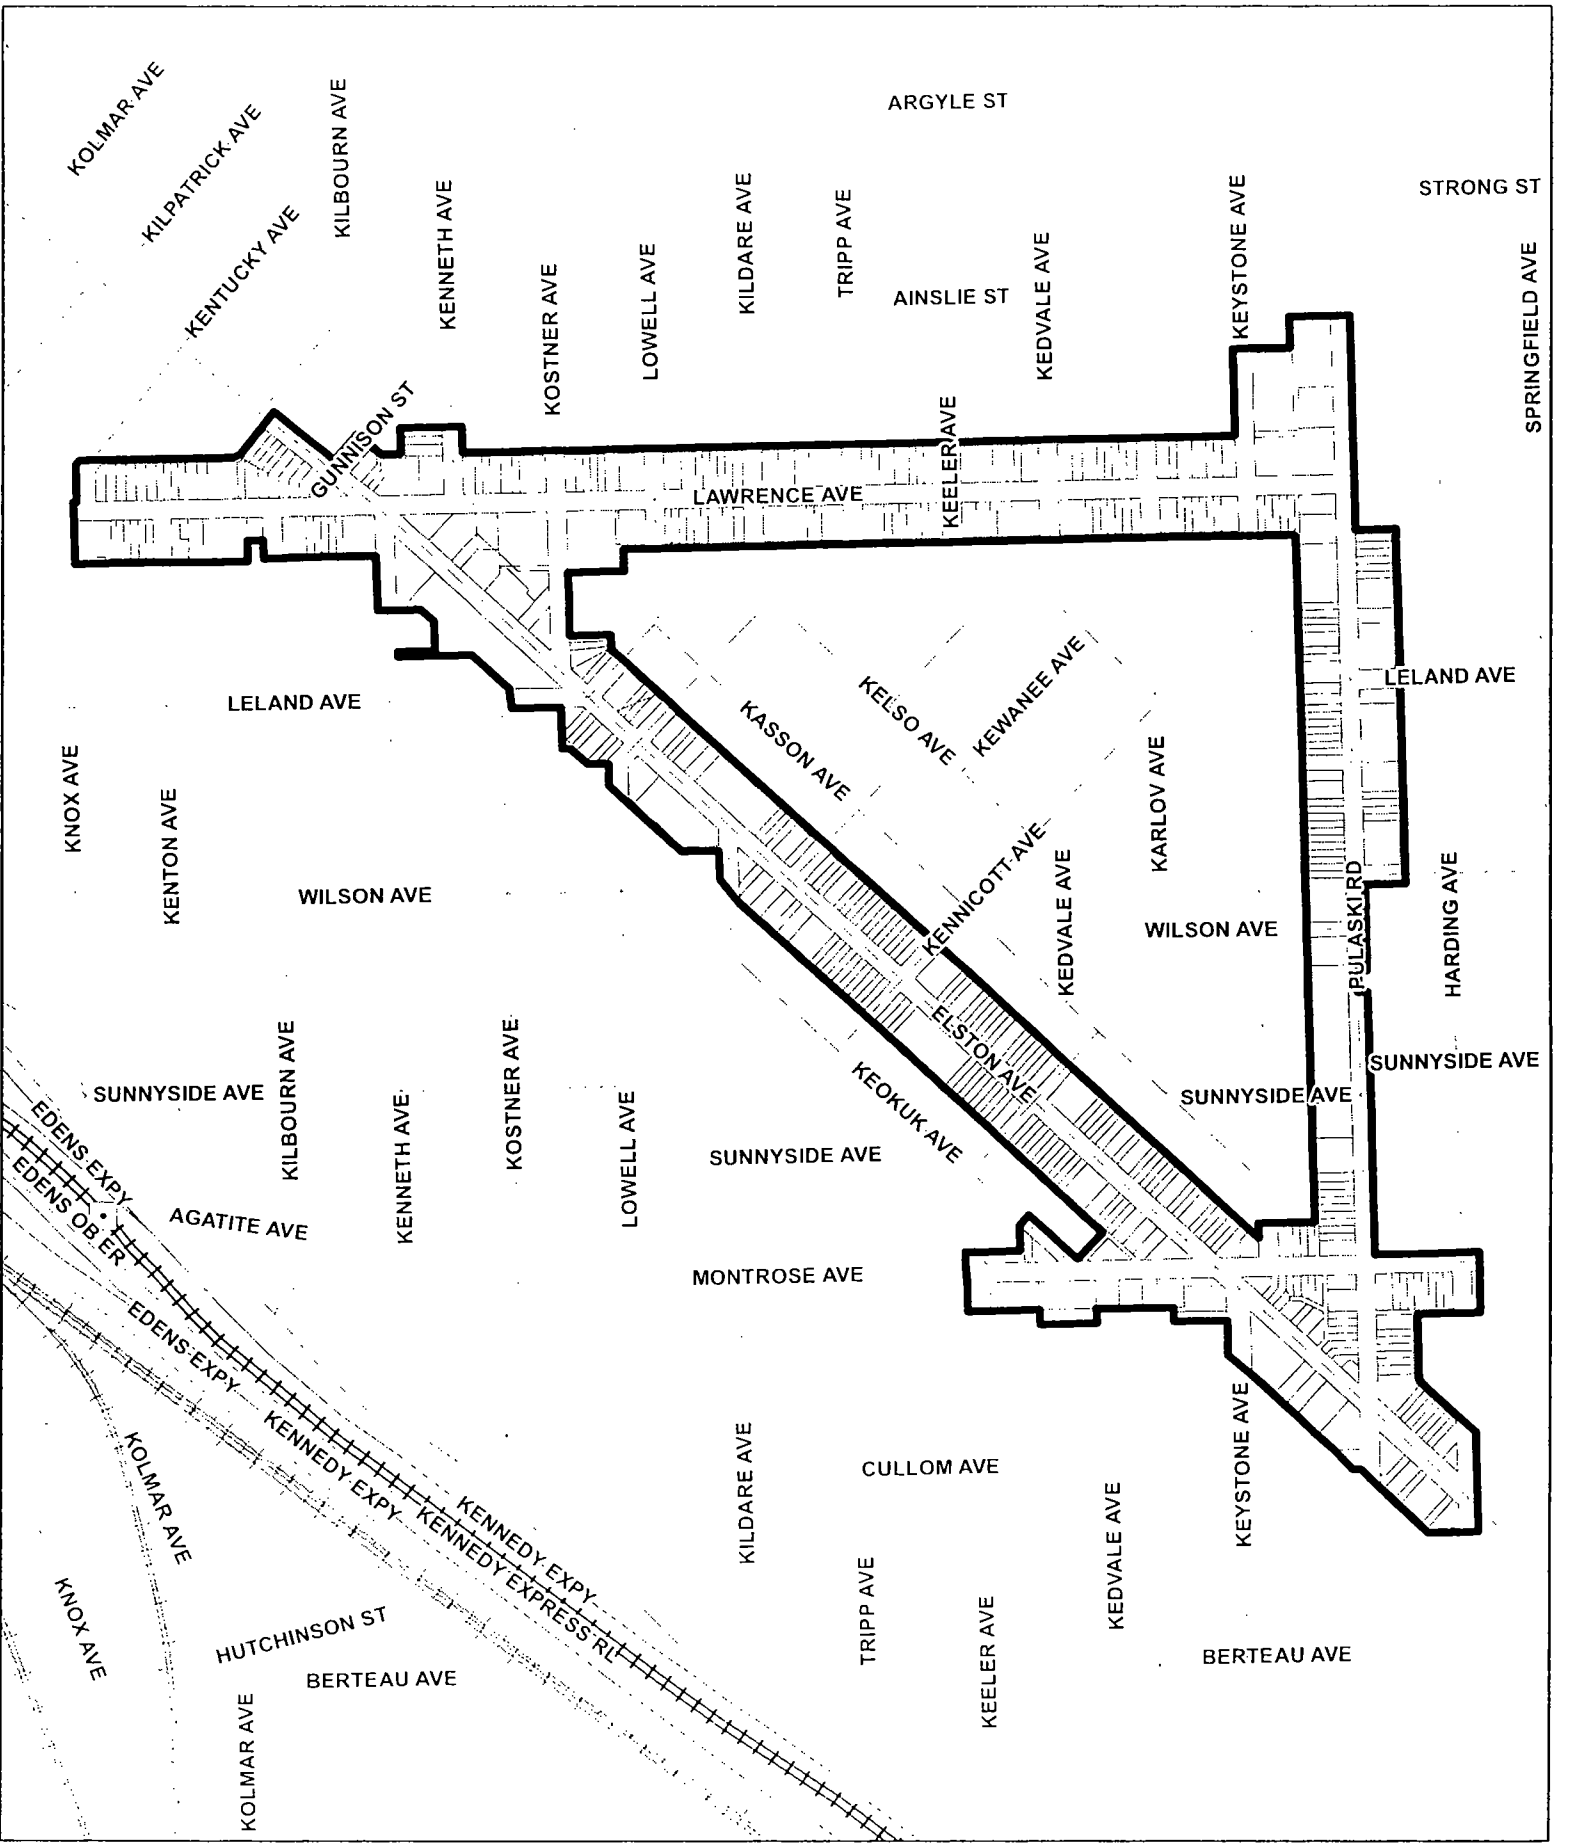 KOLMAR AVE
KILPATRICK AVE
KENTUCKY AVE
KILBOURN AVE
KENNETH AVE
KOSTNER AVE
LOWELL AVE
KILDARE AVE
TRIPP AVE
ARGYLE ST
AINSLIE ST
KEDVALE AVE
KEYSTONE AVE
STRONG ST
SPRINGFIELD AVE
GUNNISON ST
LAWRENCE AVE
KEELER AVE
LELAND AVE
LELAND AVE
KASSON AVE
KELSO AVE
KEWANEE AVE
KNOX AVE
KENTON AVE
WILSON AVE
KENNICOTT AVE
KEDVALE AVE
KARLOV AVE
WILSON AVE
PULASKI RD
HARDING AVE
ELSTON AVE
KEOKUK AVE
SUNNYSIDE AVE
SUNNYSIDE AVE
SUNNYSIDE AVE
SUNNYSIDE AVE
KILBOURN AVE
KENNETH AVE
KOSTNER AVE
LOWELL AVE
EDENS EXPY
EDENS OB ER
AGATITE AVE
MONTROSE AVE
EDENS EXPY
KENNEDY EXPY
KENNEDY EXPY
KENNEDY EXPRESS RL
KOLMAR AVE
KNOX AVE
HUTCHINSON ST
BERTEAU AVE
KOLMAR AVE
KILDARE AVE
CULLOM AVE
KEYSTONE AVE
KEDVALE AVE
TRIPP AVE
KEELER AVE
BERTEAU AVE